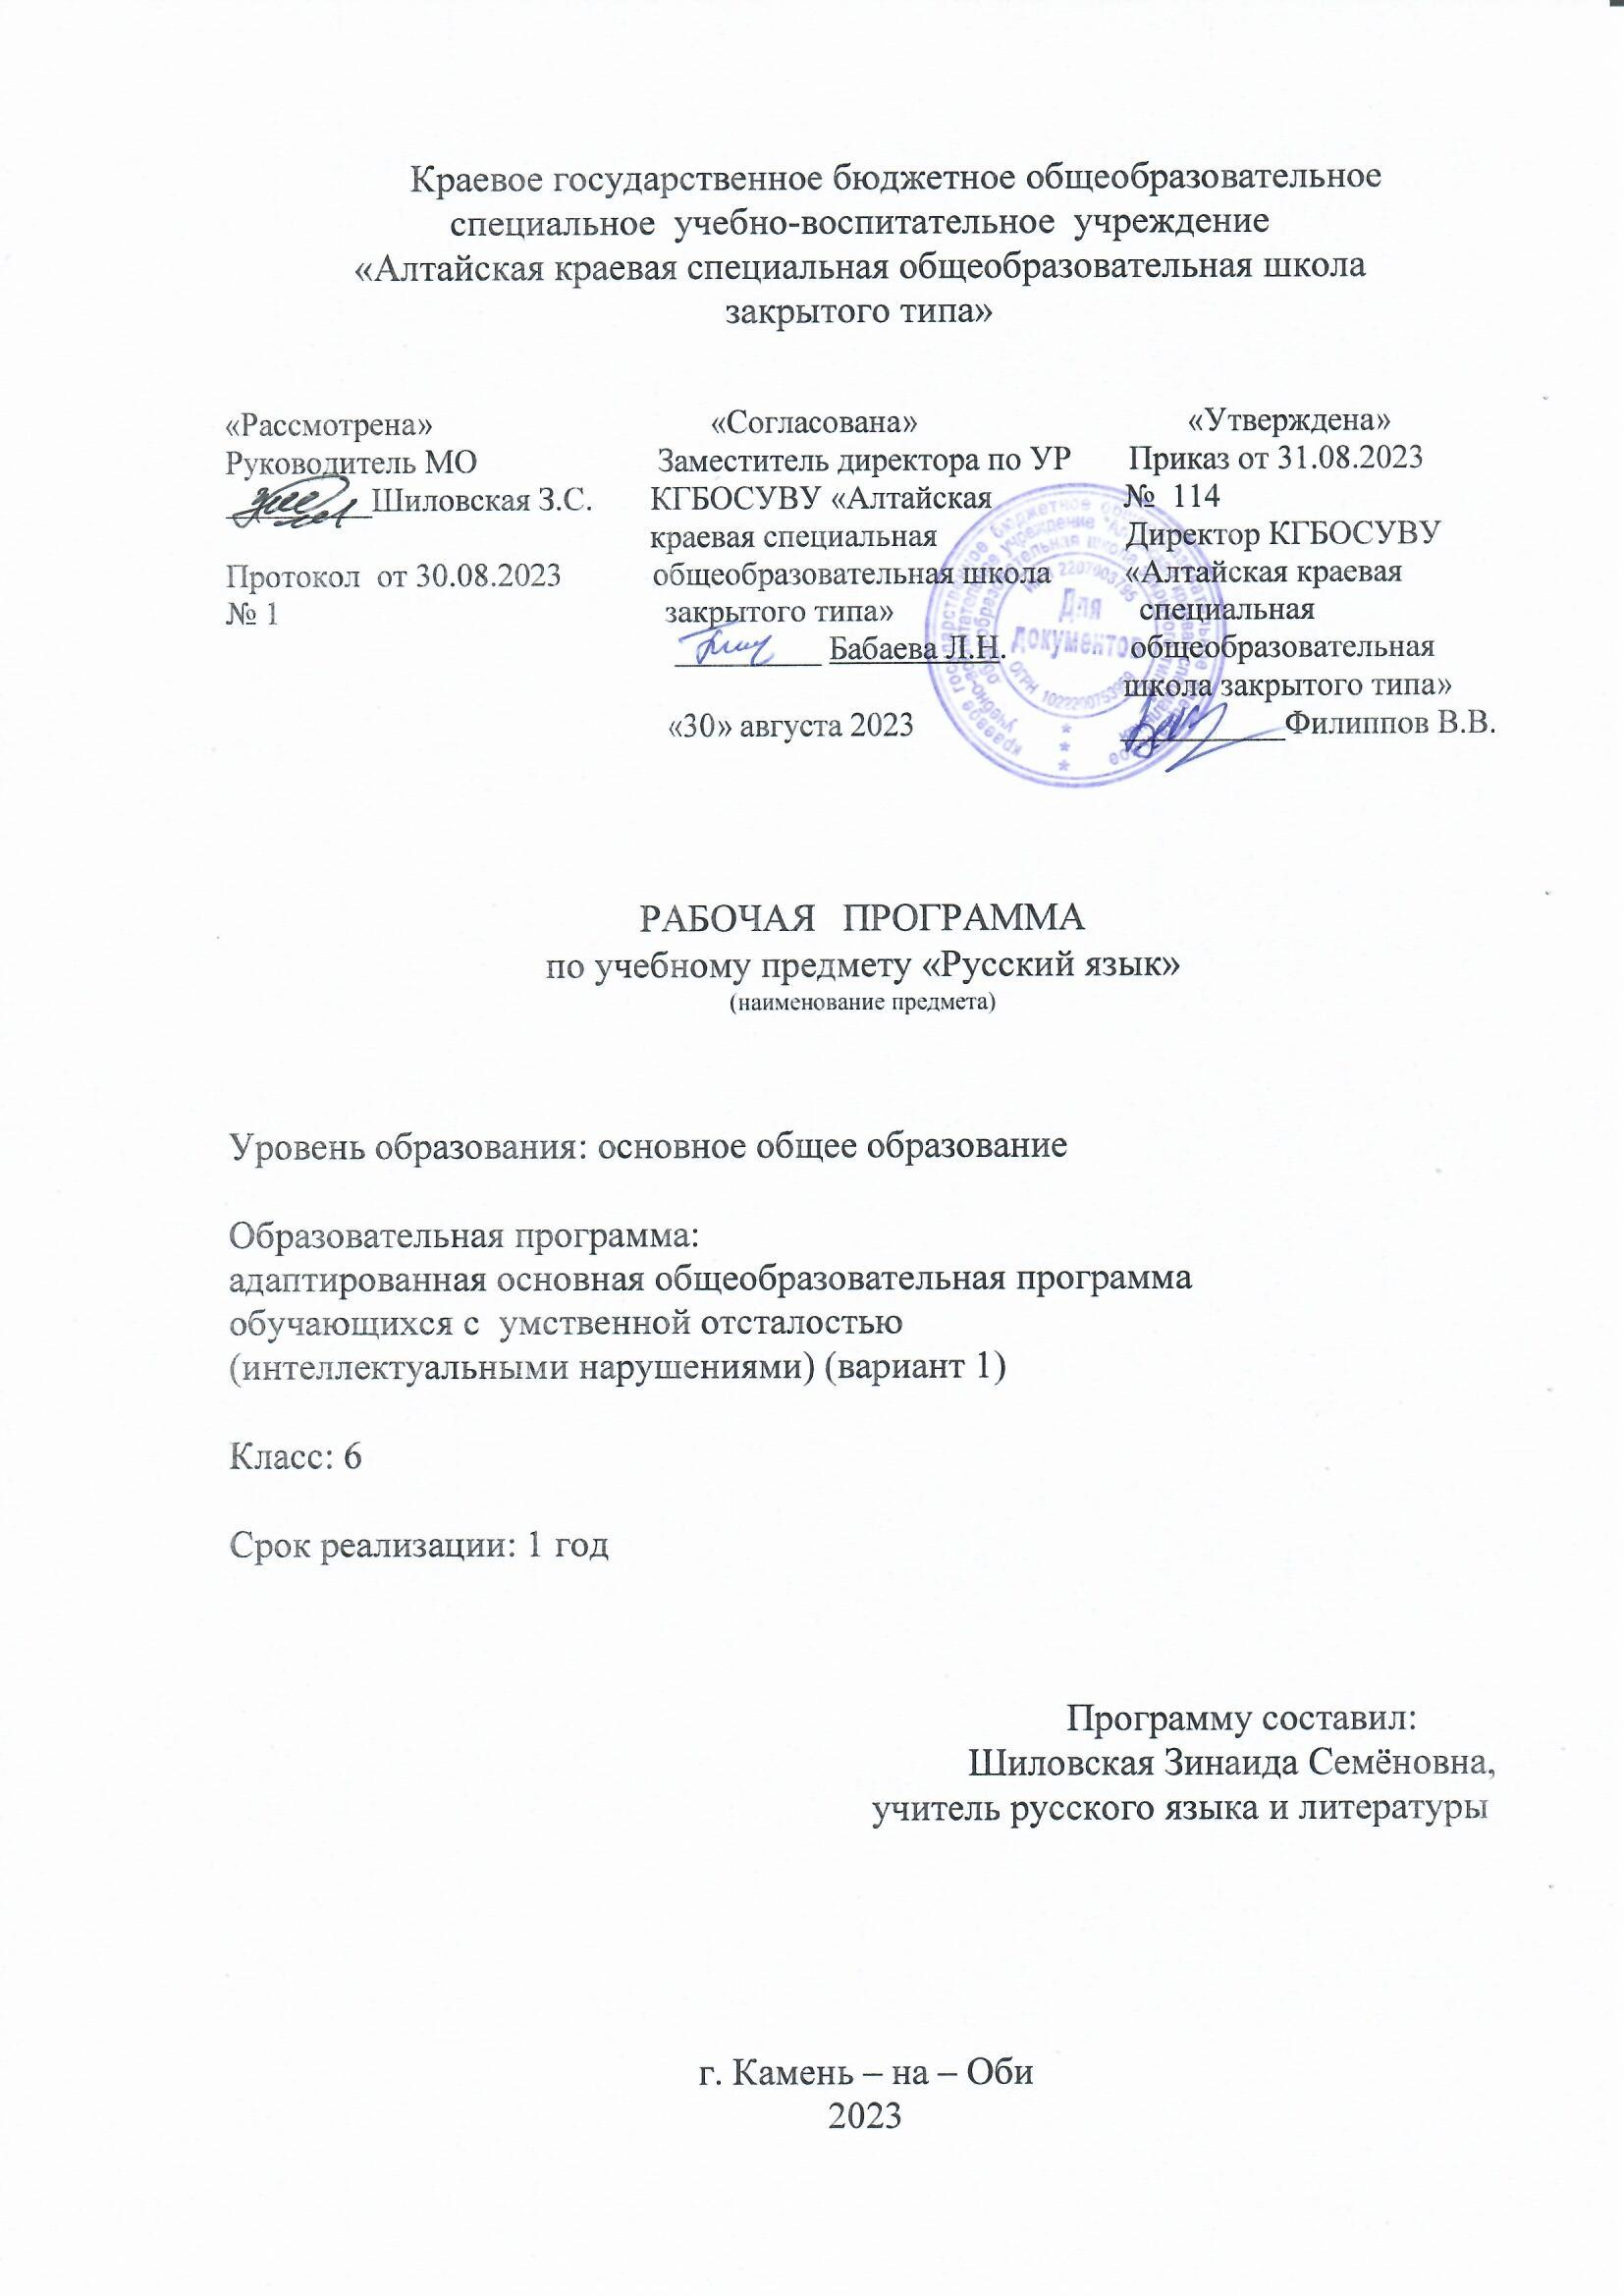 Краевое государственное бюджетное общеобразовательное
специальное учебно-воспитательное учреждение
«Алтайская краевая специальная общеобразовательная школа
закрытого типа»
«Рассмотрена»
Руководитель МО
Шиловская З.С.
Протокол от 30.08.2023
№ 1
«Согласована»
Заместитель директора по УР
КГБОСУВУ «Алтайская
краевая специальная
общеобразовательная школа
закрытого типа»
Бабаева Л.Н.
«30» августа 2023
«Утверждена»
Приказ от 31.08.2023
№ 114
Директор КГБОСУВУ
«Алтайская краевая
специальная
общеобразовательная
школа закрытого типа»
Филиппов В.В.
Для
документов
РАБОЧАЯ ПРОГРАММА
по учебному предмету «Русский язык»
(наименование предмета)
Уровень образования: основное общее образование
Образовательная программа:
адаптированная основная общеобразовательная программа
обучающихся с умственной отсталостью
(интеллектуальными нарушениями) (вариант 1)
Класс: 6
Срок реализации: 1 год
Программу составил:
Шиловская Зинаида Семёновна,
учитель русского языка и литературы
г. Камень – на – Оби
2023